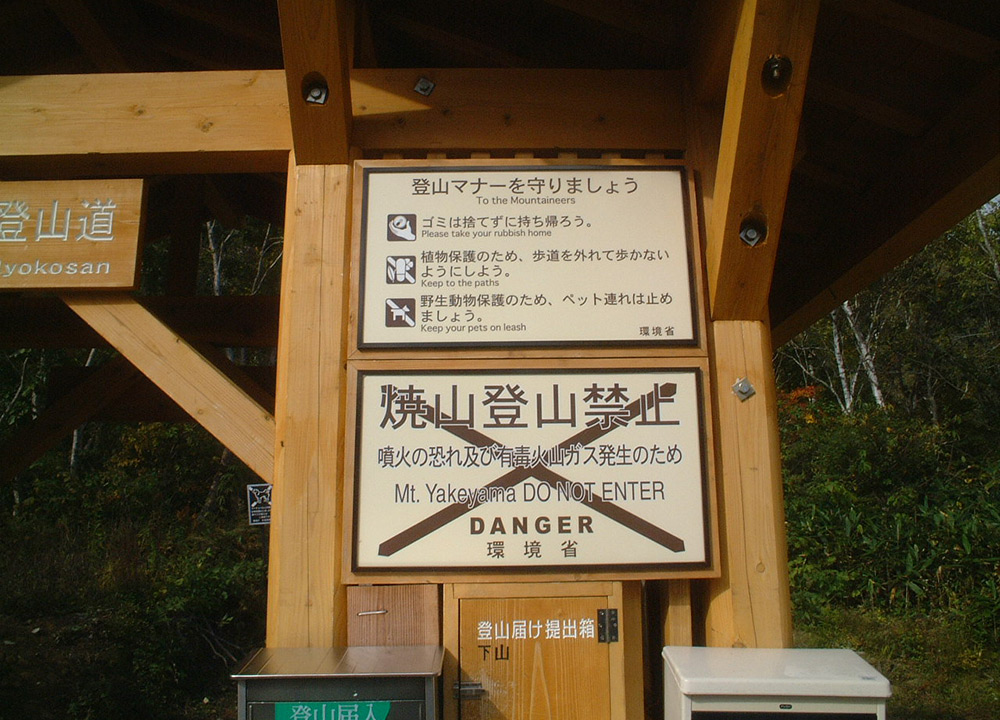 登山道
yokosan
登山マナーを守りましょう
To the Mountaineers
ゴミは捨てずに持ち帰ろう。
Please take your rubbish home
植物保護のため、歩道を外れて歩かない
ようにしよう。
Keep to the paths
野生動物保護のため、ペット連れは止め
ましょう。
Keep your pets on leash
環境省
焼山登山禁止
噴火の恐れ及び有毒火山ガス発生のため
Mt. Yakeyama DO NOT ENTER
DANGER
環境省
登山届け提出箱
下山
登山届入